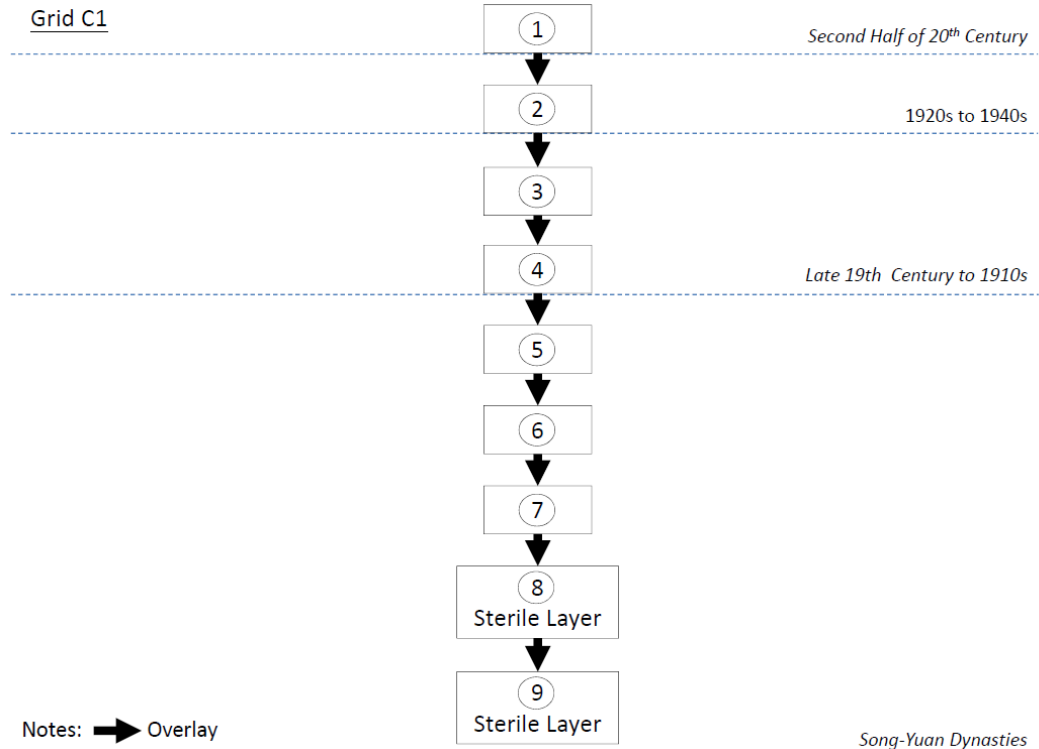 Grid C1
1
Second Half of 20th Century
2
1920s to 1940s
3
4
Late 19th Century to 1910s
5
6
7
8
Sterile Layer
9
Sterile Layer
Notes: Overlay
Song-Yuan Dynasties